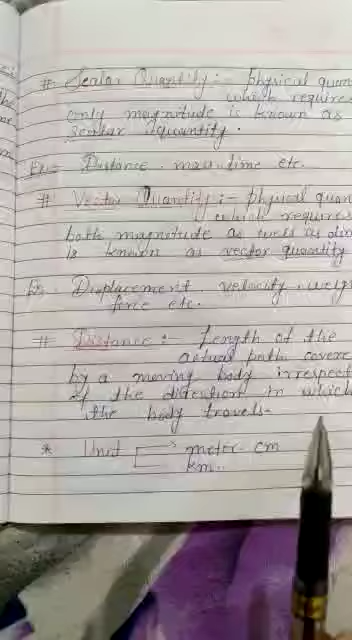 # Scalar Quantity :- physical quan
which require
only magnitude is known as
scalar quantity.
Ex:- Distance, mass, time etc.
# Vector Quantity :- physical quan
which requires
both magnitude as well as dir
is known as vector quantity
Ex. Displacement, velocity, weigh
force etc.
# Distance :- Length of the
actual path covere
by a moving body irrespect
of the direction in which
the body travels-
* Unit → meter cm
km..